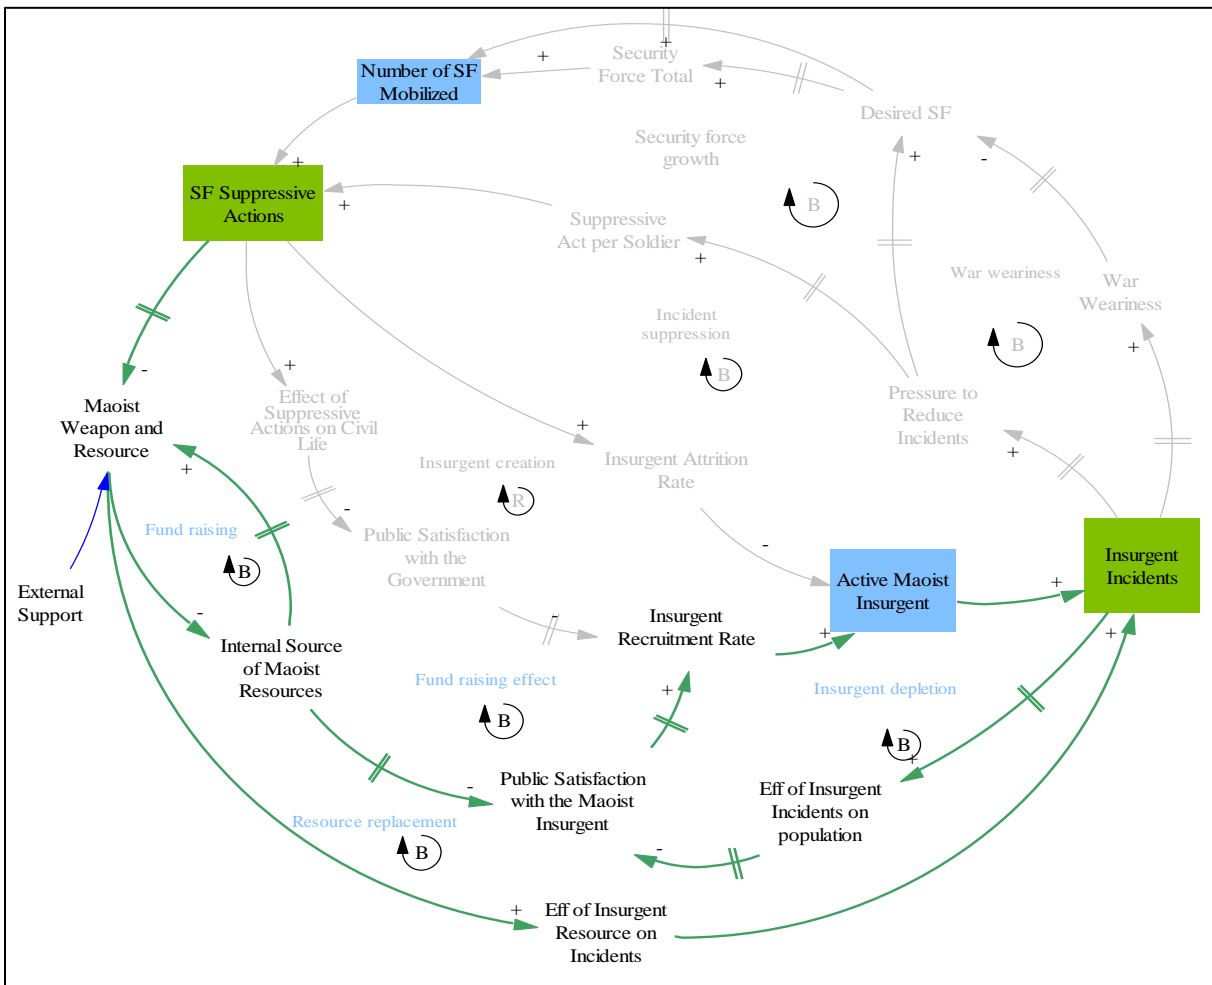 Security
Force Total
Number of SF
Mobilized
Desired SF
Security force
growth
SF Suppressive
Actions
B
Suppressive
Act per Soldier
War weariness
War
Weariness
B
Incident
suppression
B
Maoist
Weapon and
Resource
Effect of
Suppressive
Actions on Civil
Life
Pressure to
Reduce
Incidents
Insurgent creation
R
Insurgent Attrition
Rate
Fund raising
B
Public Satisfaction
with the
Government
External
Support
Active Maoist
Insurgent
Insurgent
Incidents
Internal Source
of Maoist
Resources
Insurgent
Recruitment Rate
Fund raising effect
B
Insurgent depletion
B
Public Satisfaction
with the Maoist
Insurgent
Eff of Insurgent
Incidents on
population
Resource replacement
B
Eff of Insurgent
Resource on
Incidents
+
+
+
+
+
-
+
+
+
-
+
+
+
+
-
-
-
-
+
+
+
-
+
+
+
-
+